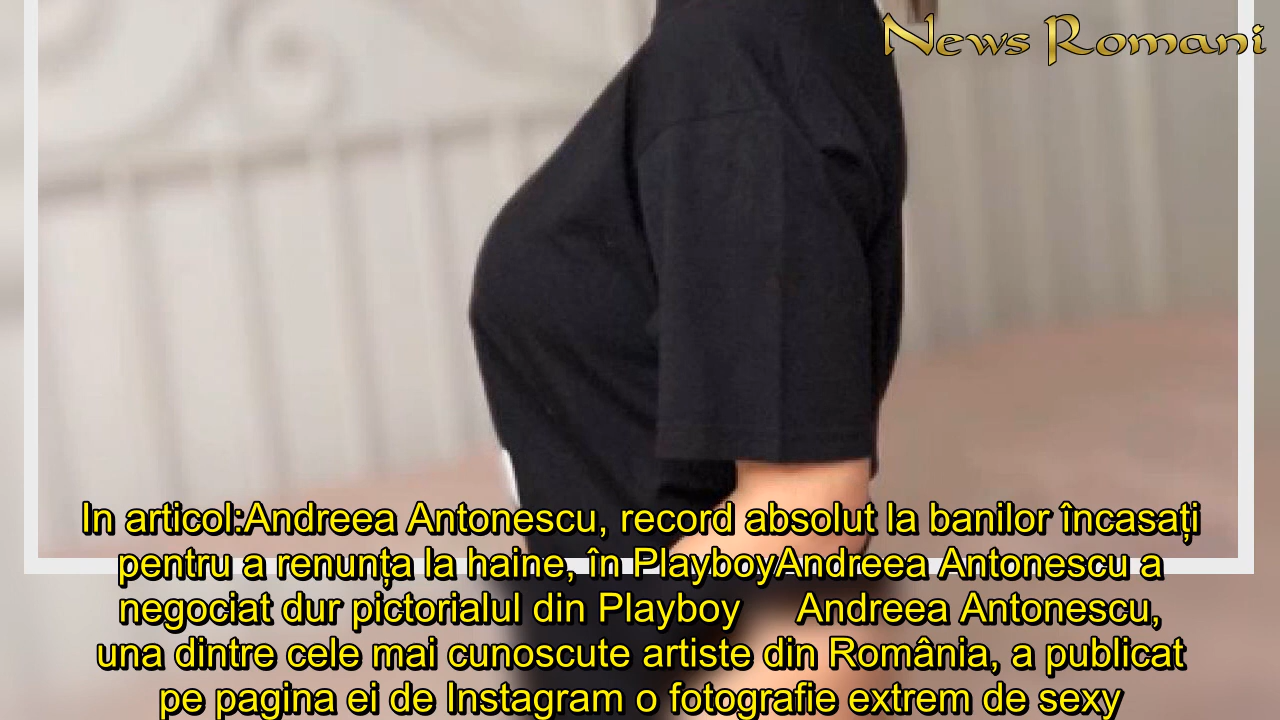 News Romani
In articol:Andreea Antonescu, record absolut la banilor încasați
pentru a renunța la haine, în PlayboyAndreea Antonescu a
negociat dur pictorialul din Playboy Andreea Antonescu,
una dintre cele mai cunoscute artiste din România, a publicat
pe pagina ei de Instagram o fotografie extrem de sexy